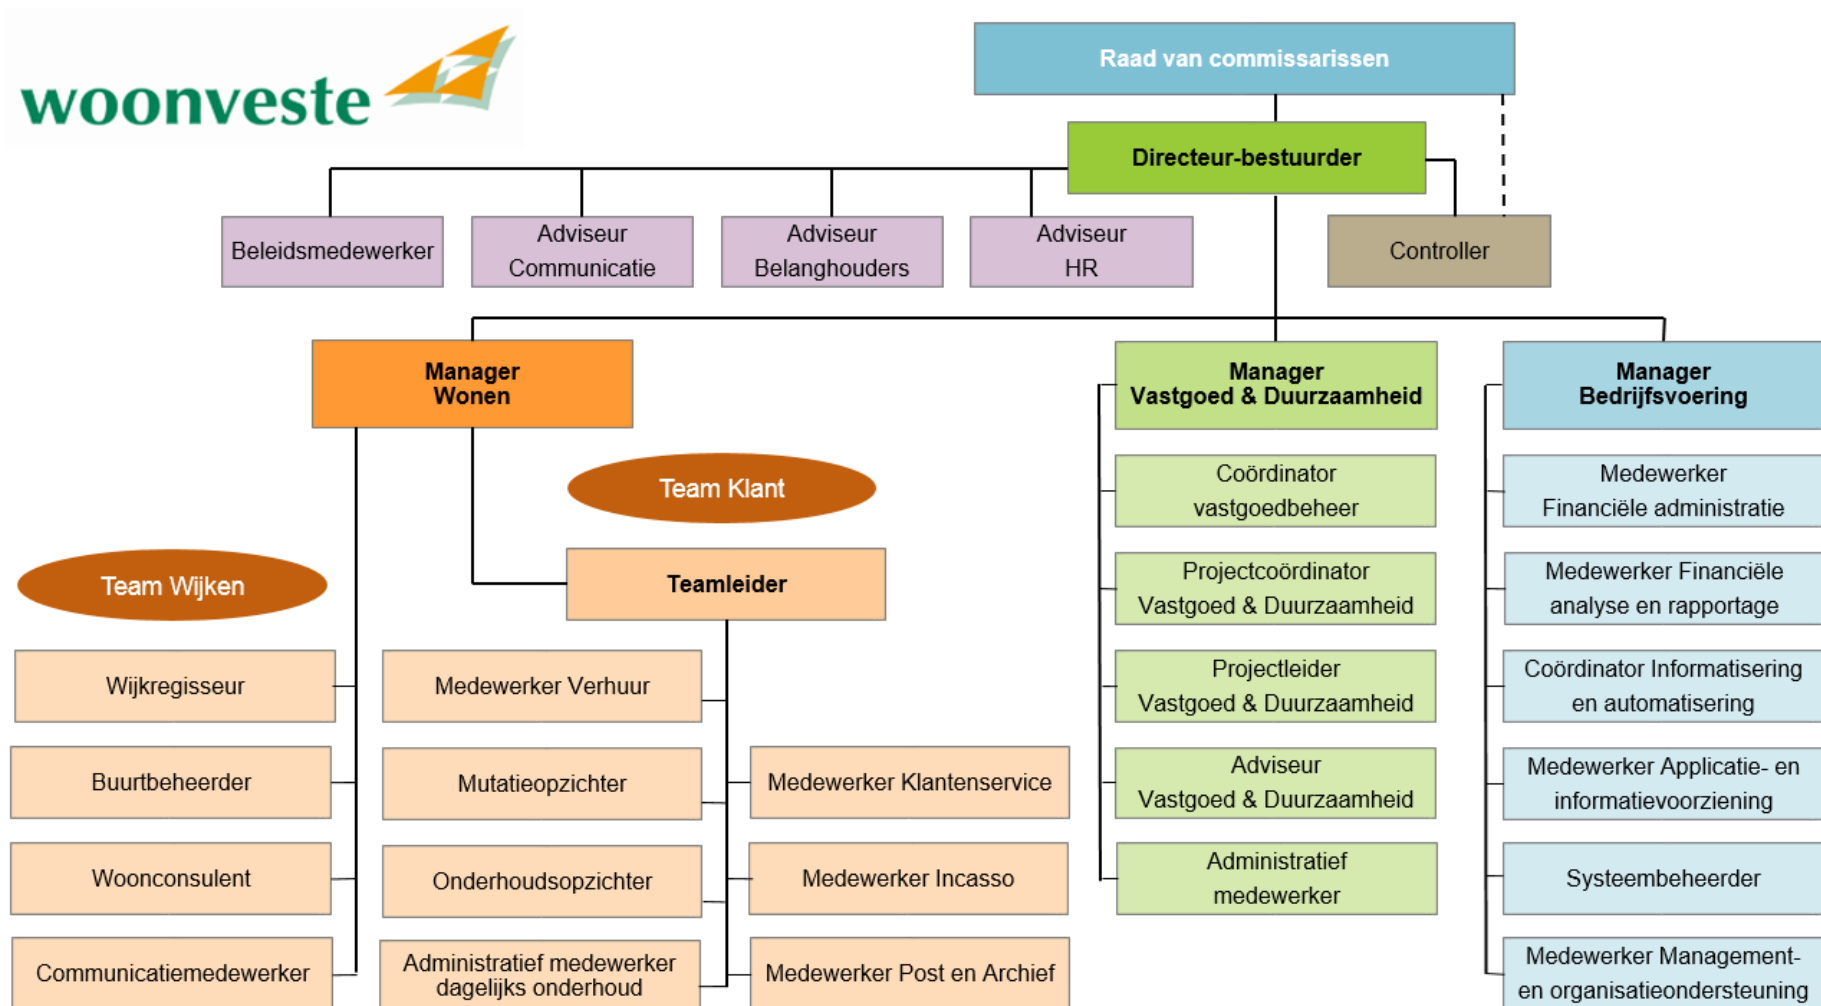 woonveste
Raad van commissarissen
Directeur-bestuurder
Beleidsmedewerker
Adviseur
Communicatie
Adviseur
Belanghouders
Adviseur
HR
Controller
Manager
Wonen
Manager
Vastgoed & Duurzaamheid
Manager
Bedrijfsvoering
Team Klant
Teamleider
Team Wijken
Wijkregisseur
Buurtbeheerder
Woonconsulent
Communicatiemedewerker
Medewerker Verhuur
Mutatieopzichter
Onderhoudsopzichter
Administratief medewerker
dagelijks onderhoud
Medewerker Klantenservice
Medewerker Incasso
Medewerker Post en Archief
Coördinator
vastgoedbeheer
Projectcoördinator
Vastgoed & Duurzaamheid
Projectleider
Vastgoed & Duurzaamheid
Adviseur
Vastgoed & Duurzaamheid
Administratief
medewerker
Medewerker
Financiële administratie
Medewerker Financiële
analyse en rapportage
Coördinator Informatisering
en automatisering
Medewerker Applicatie- en
informatievoorziening
Systeembeheerder
Medewerker Management-
en organisatieondersteuning